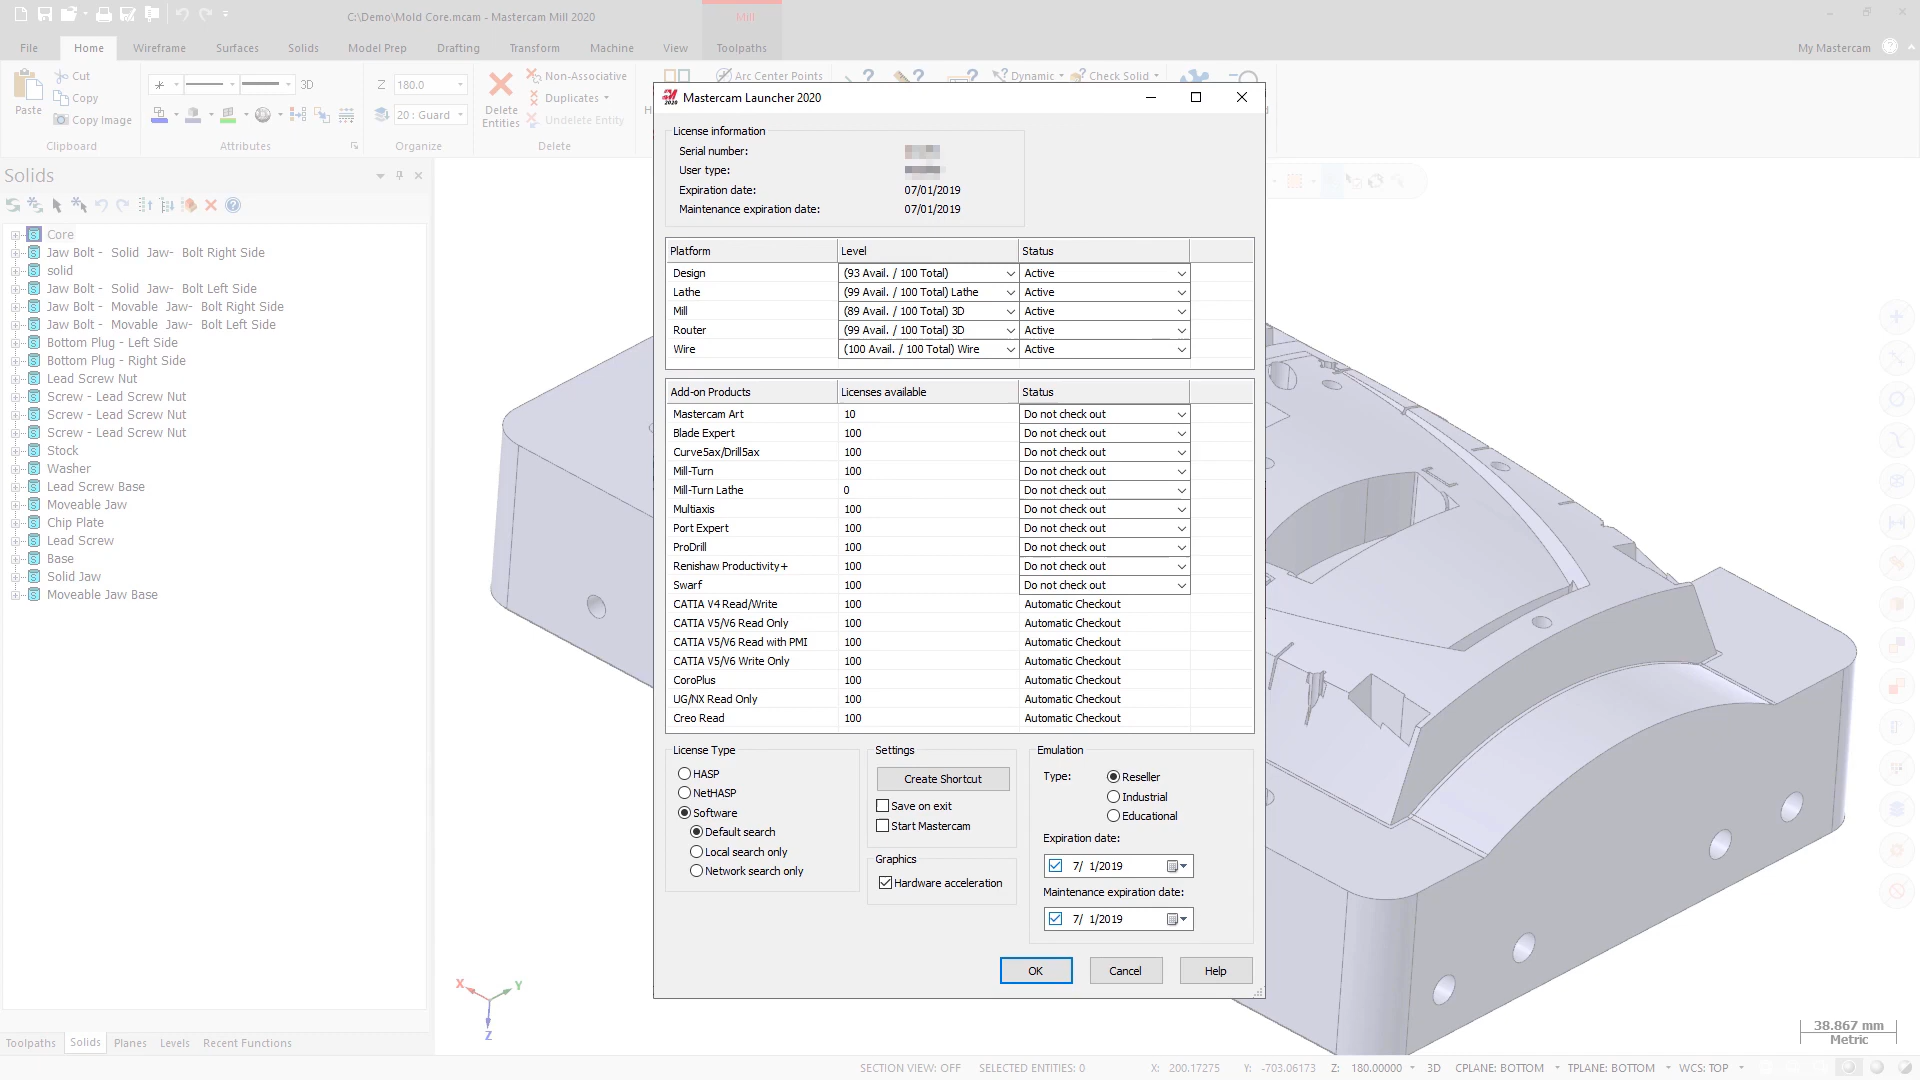 C:\Demo\Mold Core.mcam - Mastercam Mill 2020
Mill
File Home Wireframe Surfaces Solids Model Prep Drafting Transform Machine View Toolpaths My Mastercam
Paste
Cut
Copy
Copy Image
Clipboard
3D
Attributes
Z 180.0
20 : Guard
Organize
Delete Entities
Non-Associative
Duplicates
Undelete Entity
Delete
Arc Center Points
Dynamic
Check Solid
Solids
Core
Jaw Bolt - Solid Jaw- Bolt Right Side
solid
Jaw Bolt - Solid Jaw- Bolt Left Side
Jaw Bolt - Movable Jaw- Bolt Right Side
Jaw Bolt - Movable Jaw- Bolt Left Side
Bottom Plug - Left Side
Bottom Plug - Right Side
Lead Screw Nut
Screw - Lead Screw Nut
Screw - Lead Screw Nut
Screw - Lead Screw Nut
Stock
Washer
Lead Screw Base
Moveable Jaw
Chip Plate
Lead Screw
Base
Solid Jaw
Moveable Jaw Base
Mastercam Launcher 2020
License information
Serial number:
User type:
Expiration date: 07/01/2019
Maintenance expiration date: 07/01/2019
Platform Level Status
Design (93 Avail. / 100 Total) Active
Lathe (99 Avail. / 100 Total) Lathe Active
Mill (89 Avail. / 100 Total) 3D Active
Router (99 Avail. / 100 Total) 3D Active
Wire (100 Avail. / 100 Total) Wire Active
Add-on Products Licenses available Status
Mastercam Art 10 Do not check out
Blade Expert 100 Do not check out
Curve5ax/Drill5ax 100 Do not check out
Mill-Turn 100 Do not check out
Mill-Turn Lathe 0 Do not check out
Multiaxis 100 Do not check out
Port Expert 100 Do not check out
ProDrill 100 Do not check out
Renishaw Productivity+ 100 Do not check out
Swarf 100 Do not check out
CATIA V4 Read/Write 100 Automatic Checkout
CATIA V5/V6 Read Only 100 Automatic Checkout
CATIA V5/V6 Read with PMI 100 Automatic Checkout
CATIA V5/V6 Write Only 100 Automatic Checkout
CoroPlus 100 Automatic Checkout
UG/NX Read Only 100 Automatic Checkout
Creo Read 100 Automatic Checkout
License Type
HASP
NetHASP
Software
Default search
Local search only
Network search only
Settings
Create Shortcut
Save on exit
Start Mastercam
Graphics
Hardware acceleration
Emulation
Type: Reseller
Industrial
Educational
Expiration date:
7/ 1/2019
Maintenance expiration date:
7/ 1/2019
OK Cancel Help
X Y
Z
38.867 mm
Metric
Toolpaths Solids Planes Levels Recent Functions
SECTION VIEW: OFF SELECTED ENTITIES: 0 X: 200.17275 Y: -703.06173 Z: 180.00000 3D CPLANE: BOTTOM TPLANE: BOTTOM WCS: TOP